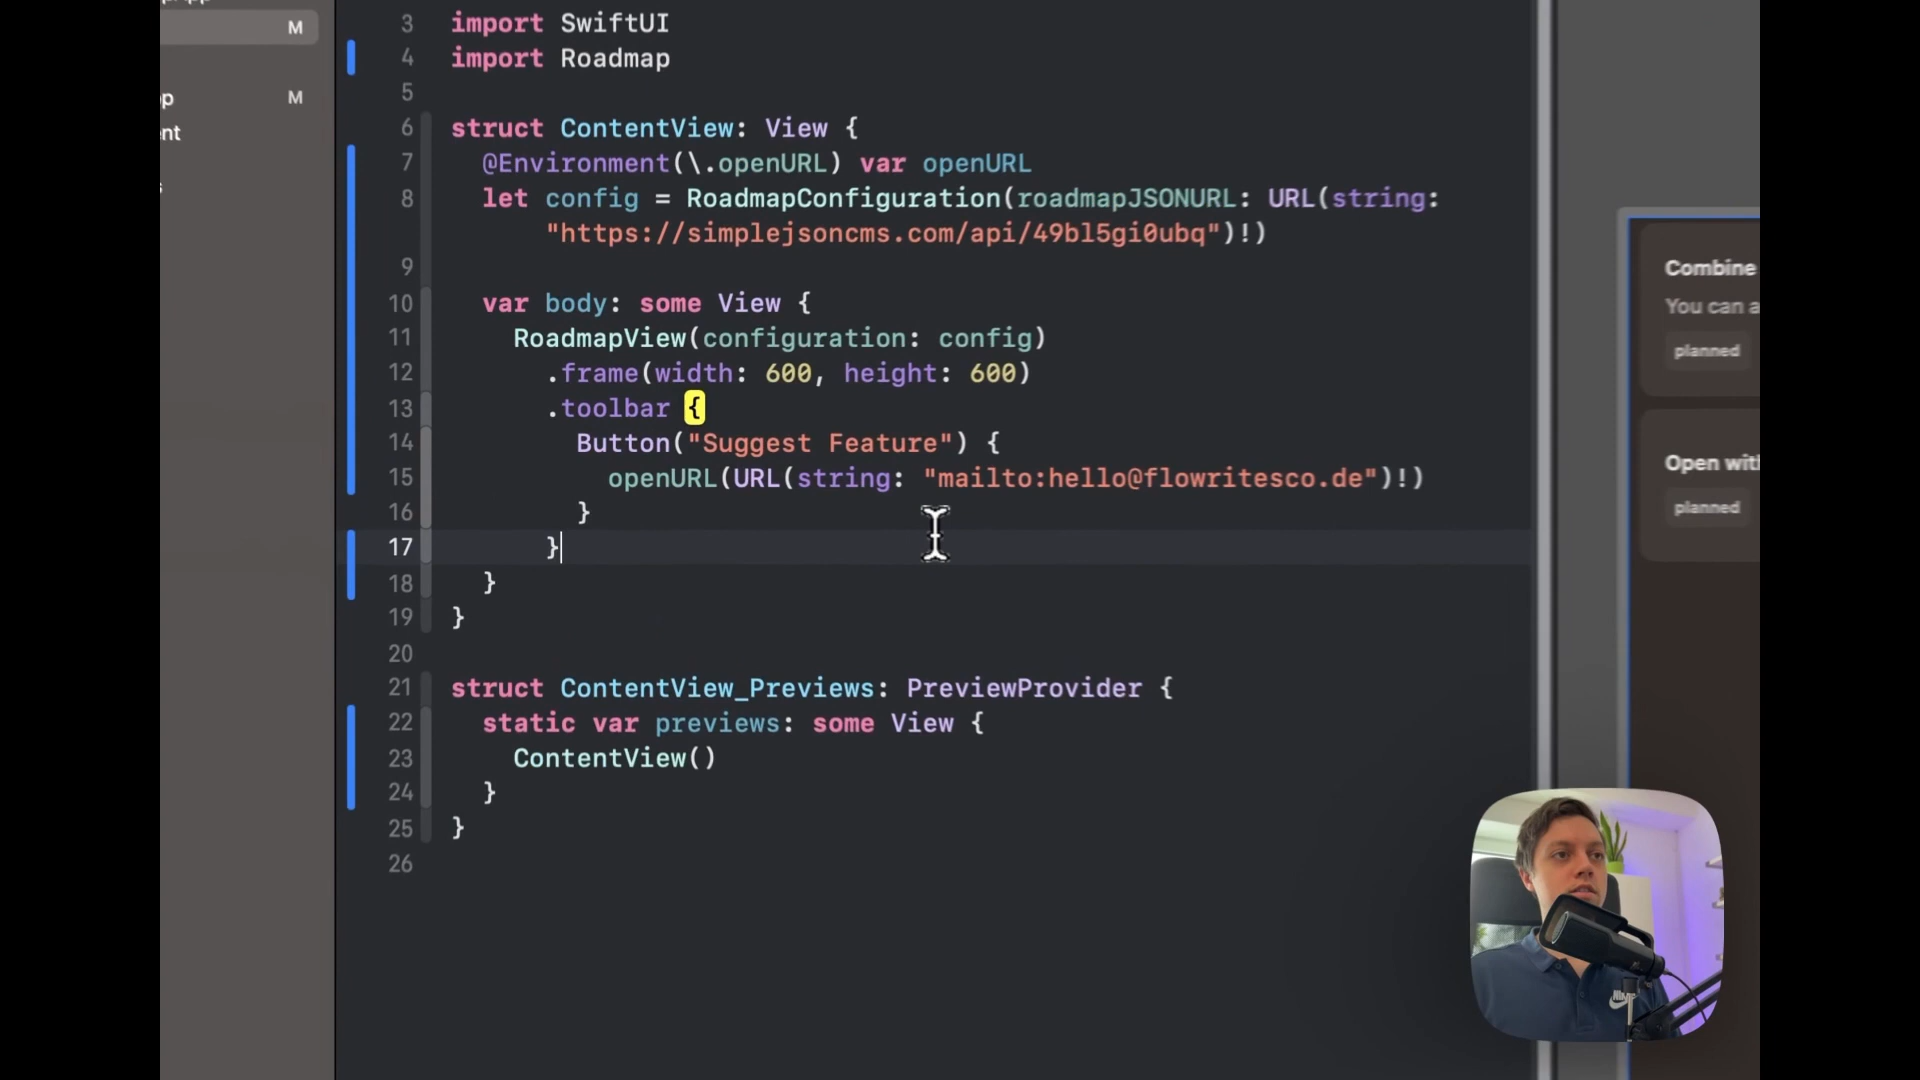 M
p M
nt
s
3 import SwiftUI
4 import Roadmap
5
6 struct ContentView: View {
7 @Environment(\.openURL) var openURL
8 let config = RoadmapConfiguration(roadmapJSONURL: URL(string:
"https://simplejsoncms.com/api/49bl5gi0ubq")!)
9
10 var body: some View {
11 RoadmapView(configuration: config)
12 .frame(width: 600, height: 600)
13 .toolbar {
14 Button("Suggest Feature") {
15 openURL(URL(string: "mailto:hello@flowritesco.de")!)
16 }
17 }
18 }
19 }
20
21 struct ContentView_Previews: PreviewProvider {
22 static var previews: some View {
23 ContentView()
24 }
25 }
26
Combine
You can a
planned
Open with
planned